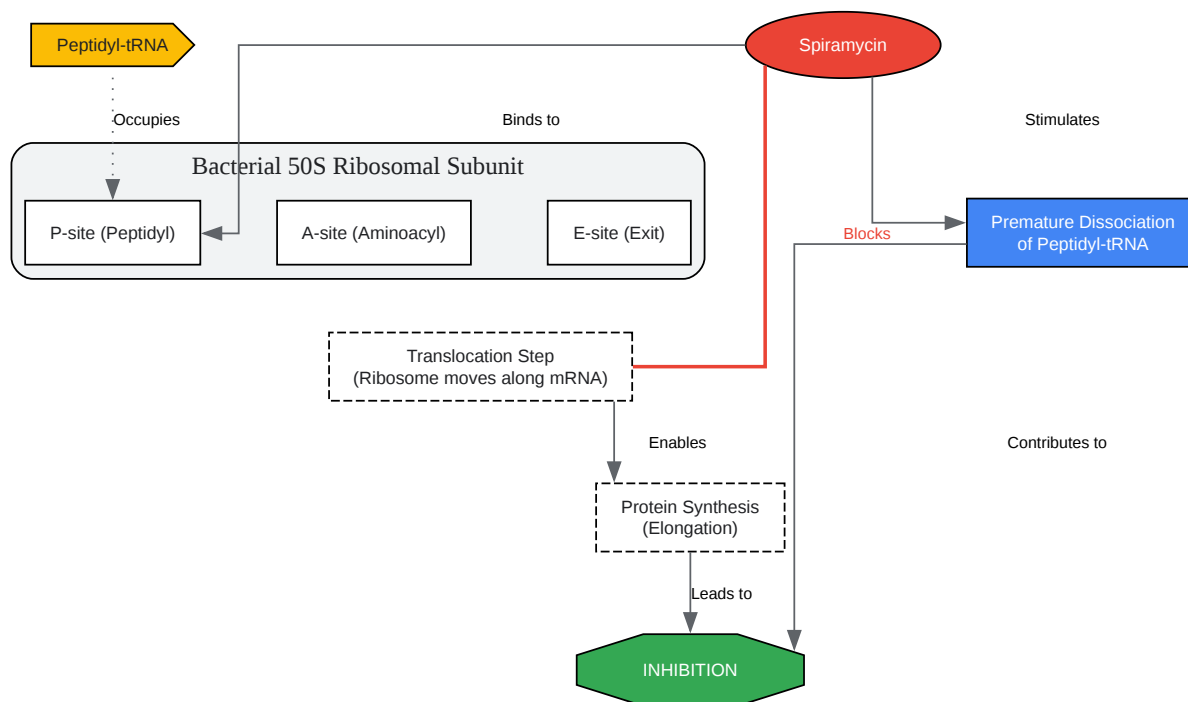 Peptidyl-tRNA
Spiramycin
Occupies
Binds to
Stimulates
Bacterial 50S Ribosomal Subunit
P-site (Peptidyl)
A-site (Aminoacyl)
E-site (Exit)
Premature Dissociation
of Peptidyl-tRNA
Blocks
Translocation Step
(Ribosome moves along mRNA)
Enables
Contributes to
Protein Synthesis
(Elongation)
Leads to
INHIBITION